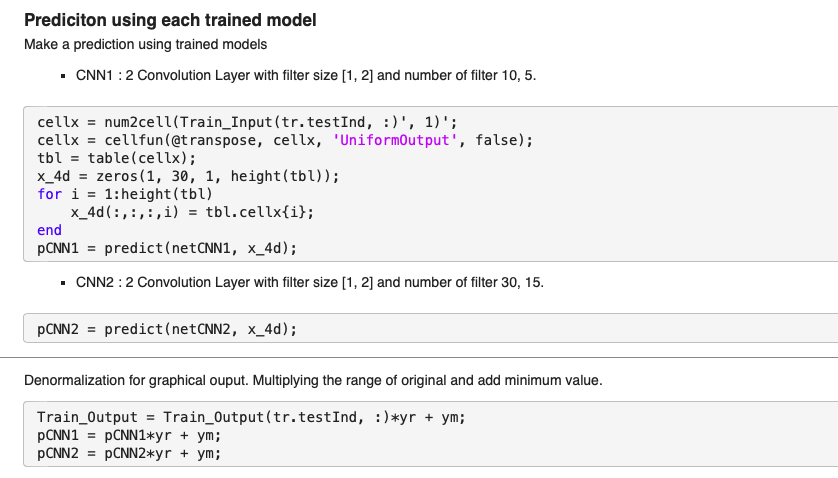 Prediciton using each trained model
Make a prediction using trained models
▪ CNN1 : 2 Convolution Layer with filter size [1, 2] and number of filter 10, 5.
cellx = num2cell(Train_Input(tr.testInd, :)', 1)';
cellx = cellfun(@transpose, cellx, 'UniformOutput', false);
tbl = table(cellx);
x_4d = zeros(1, 30, 1, height(tbl));
for i = 1:height(tbl)
    x_4d(:,:,:,i) = tbl.cellx{i};
end
pCNN1 = predict(netCNN1, x_4d);
▪ CNN2 : 2 Convolution Layer with filter size [1, 2] and number of filter 30, 15.
pCNN2 = predict(netCNN2, x_4d);
Denormalization for graphical ouput. Multiplying the range of original and add minimum value.
Train_Output = Train_Output(tr.testInd, :)*yr + ym;
pCNN1 = pCNN1*yr + ym;
pCNN2 = pCNN2*yr + ym;